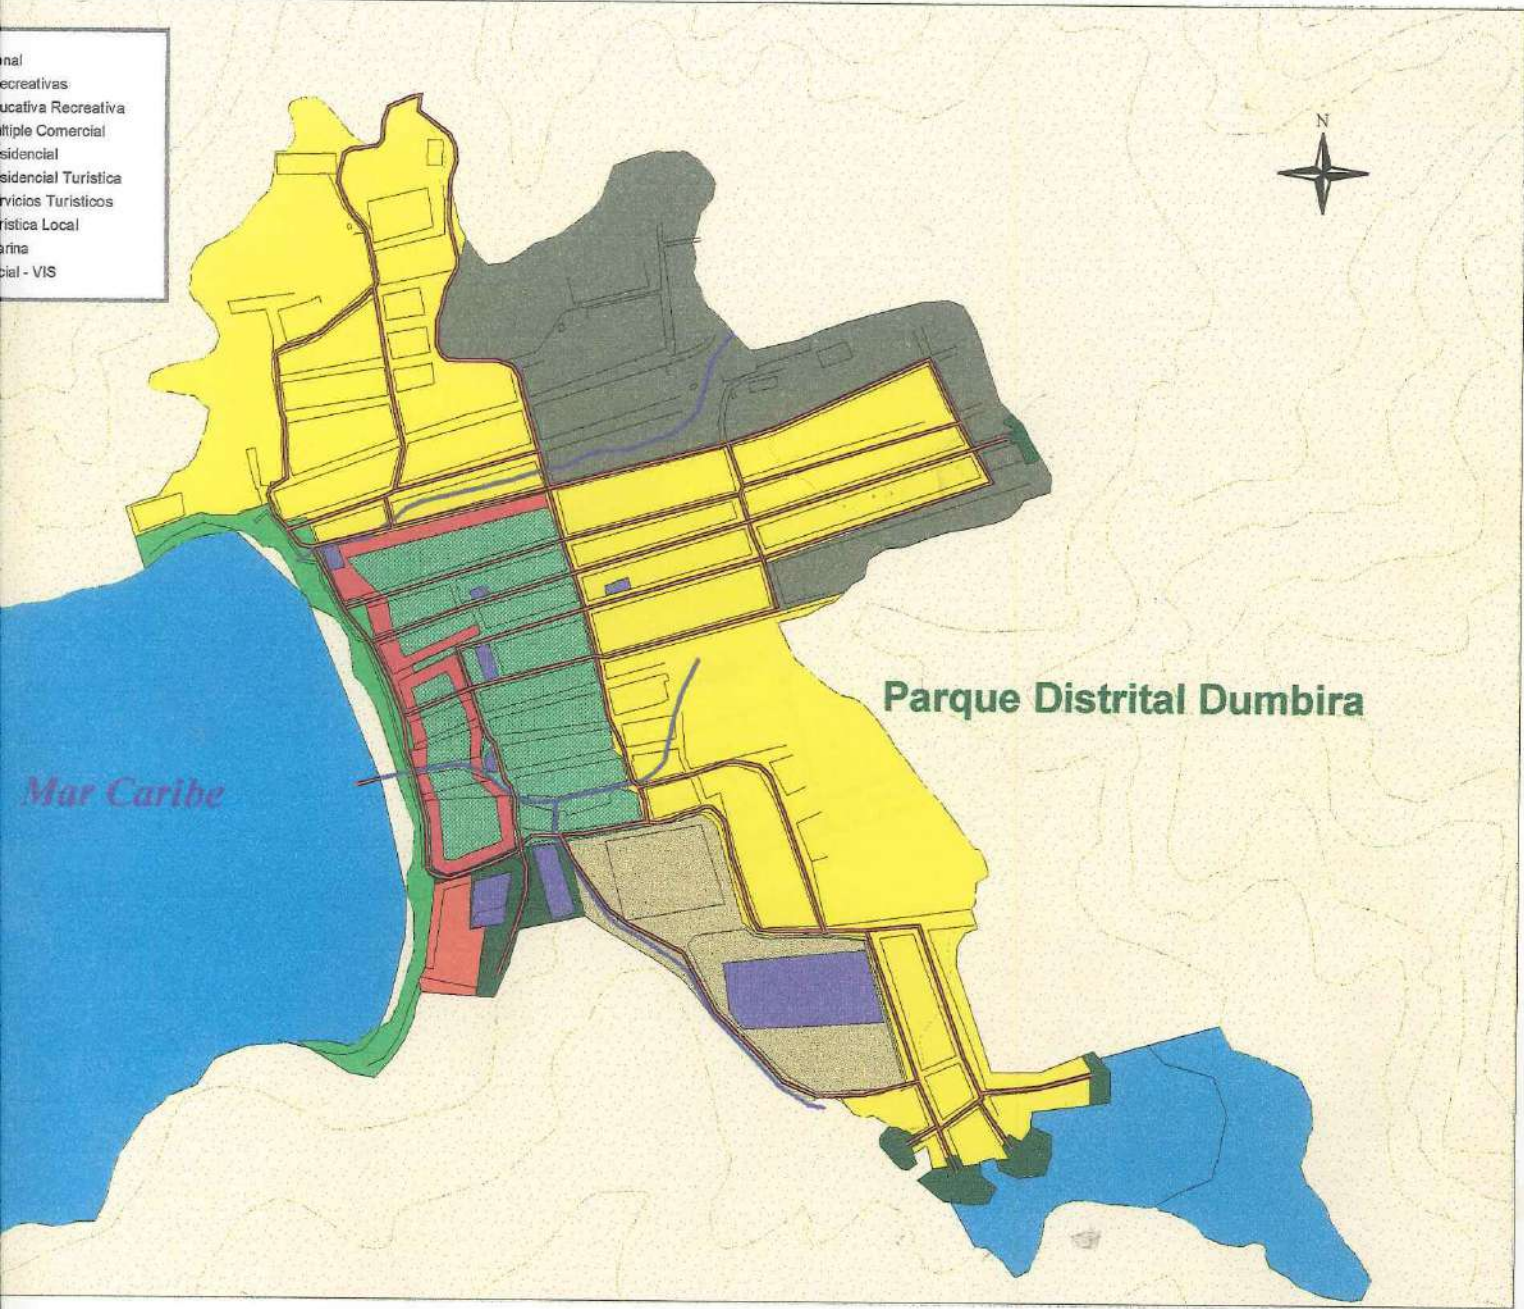 nal
ecreativas
ucativa Recreativa
ltiple Comercial
sidencial
sidencial Turistica
rvicios Turisticos
ristica Local
arina
cial - VIS
N
Parque Distrital Dumbira
Mar Caribe